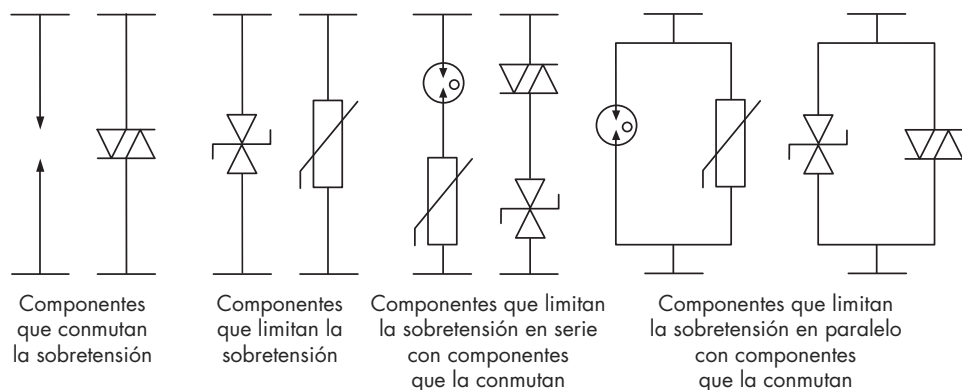 Componentes
que conmutan
la sobretensión
Componentes
que limitan la
sobretensión
Componentes que limitan
la sobretensión en serie
con componentes
que la conmutan
Componentes que limitan
la sobretensión en paralelo
con componentes
que la conmutan